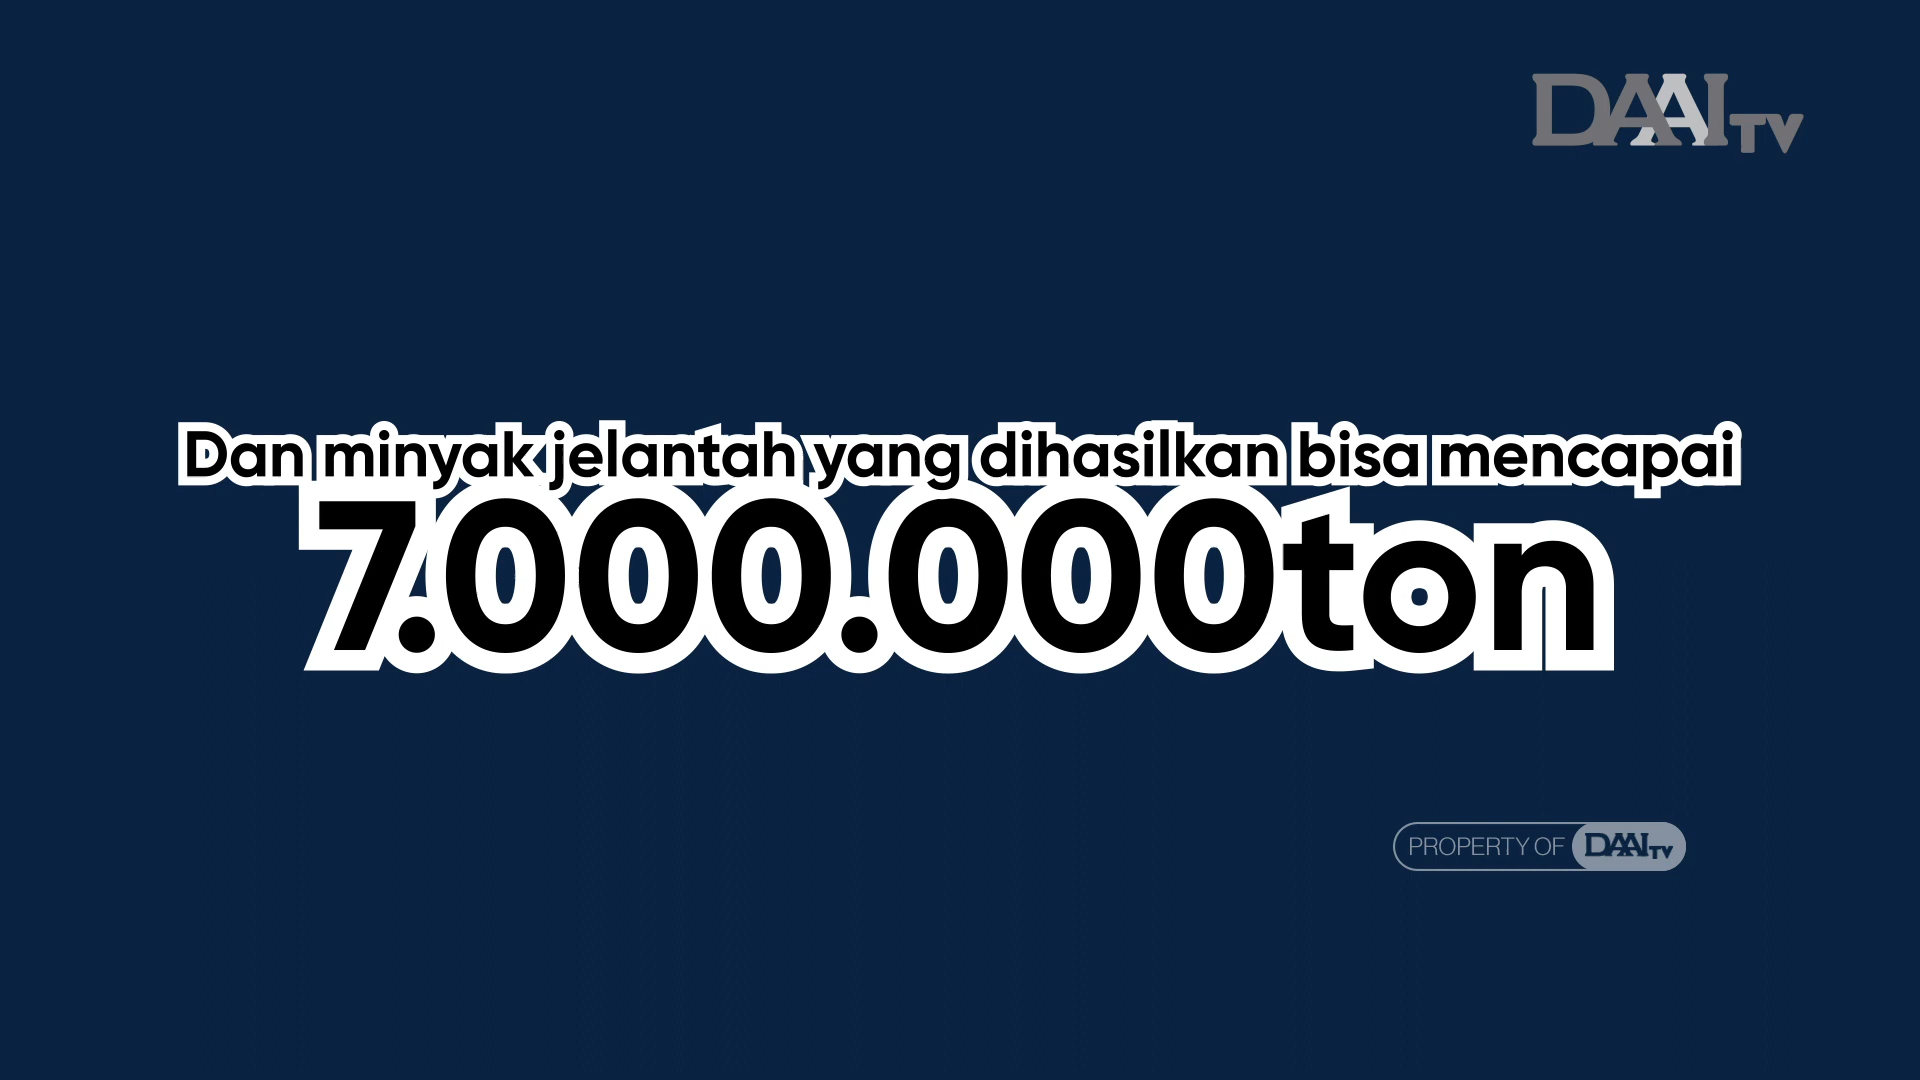 DAAI TV
Dan minyak jelantah yang dihasilkan bisa mencapai
7.000.000ton
PROPERTY OF DAAI TV